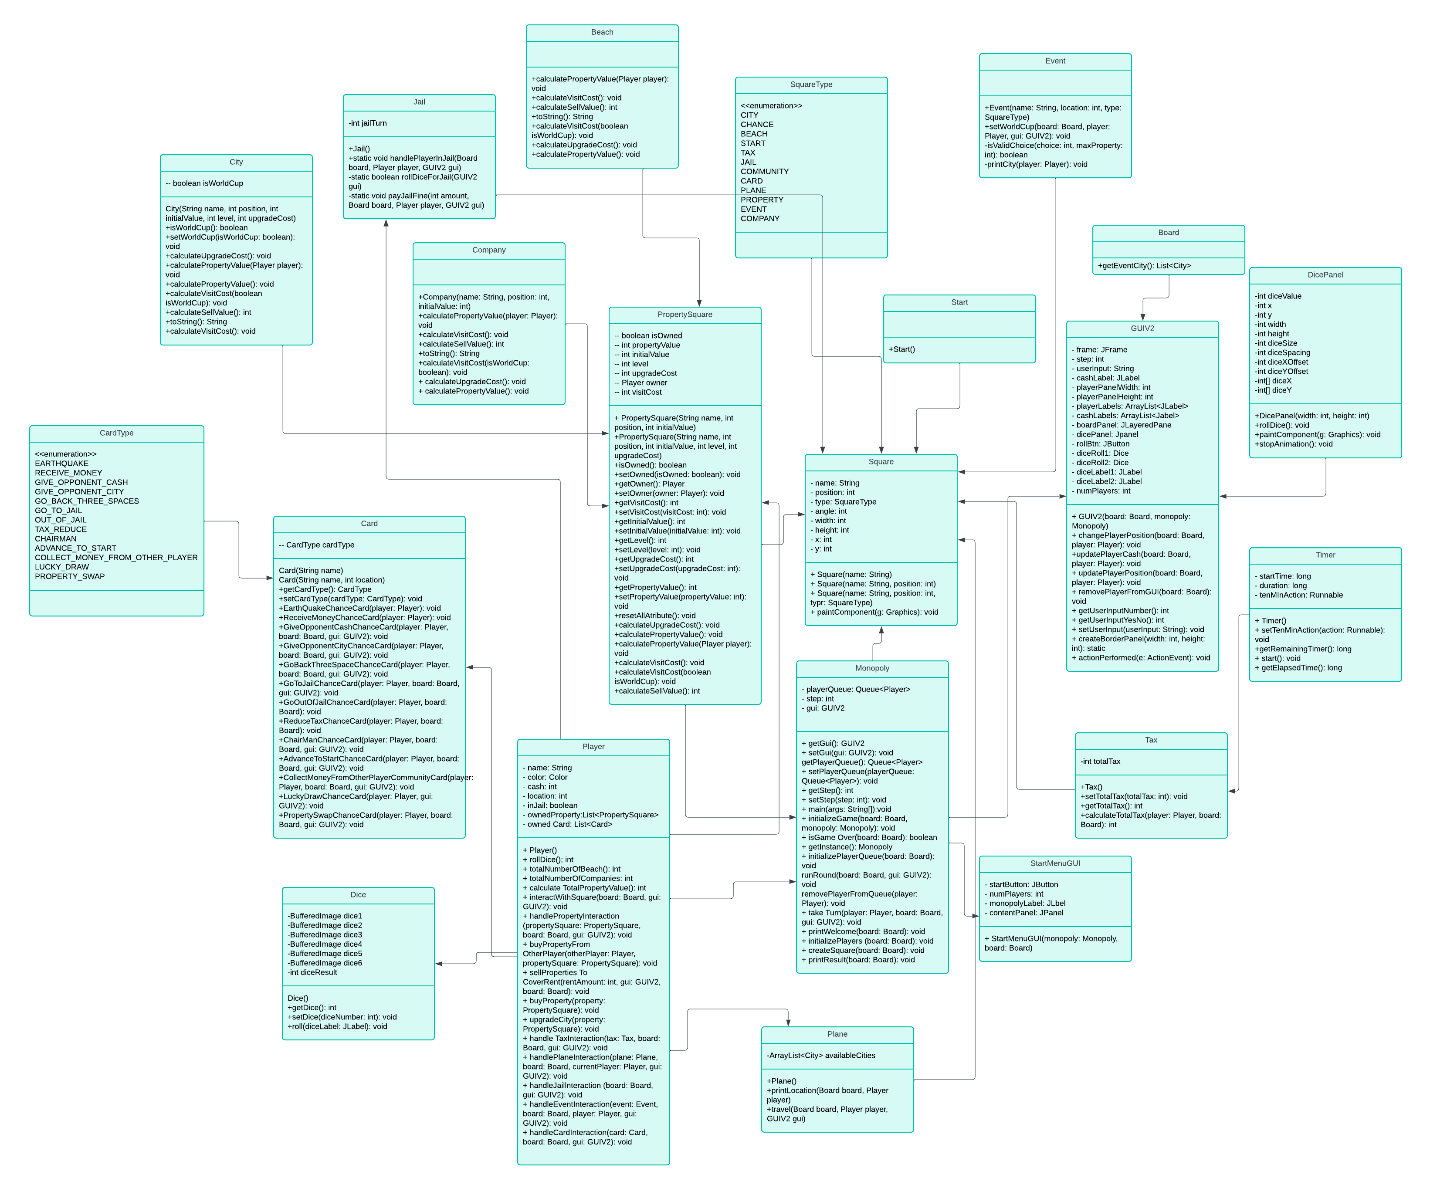 Beach
+calculatePropertyValue(Player player):
void
+calculateVisitCost(): void
+calculateSellValue(): int
+toString(): String
+calculateVisitCost(boolean
isWorldCup): void
+calculateUpgradeCost(): void
+calculatePropertyValue(): void
SquareType
<<enumeration>>
CITY
CHANCE
BEACH
START
TAX
JAIL
COMMUNITY
CARD
PLANE
PROPERTY
EVENT
COMPANY
Event
+Event(name: String, location: int, type:
SquareType)
+setWorldCup(board: Board, player:
Player, gui: GUIV2): void
-isValidChoice(choice: int, maxProperty:
int): boolean
-printCity(player: Player): void
Jail
-int jailTurn
+Jail()
+static void handlePlayerInJail(Board
board, Player player, GUIV2 gui)
-static boolean rollDiceForJail(GUIV2
gui)
-static void payJailFine(int amount,
Board board, Player player, GUIV2 gui)
City
-- boolean isWorldCup
City(String name, int position, int
initialValue, int level, int upgradeCost)
+isWorldCup(): boolean
+setWorldCup(isWorldCup: boolean):
void
+calculateUpgradeCost(): void
+calculatePropertyValue(Player player):
void
+calculatePropertyValue(): void
+calculateVisitCost(boolean
isWorldCup): void
+calculateSellValue(): int
+toString(): String
+calculateVisitCost(): void
Company
+Company(name: String, position: int,
initialValue: int)
+calculatePropertyValue(player: Player):
void
+calculateVisitCost(): void
+calculateSellValue(): int
+toString(): String
+calculateVisitCost(isWorldCup:
boolean): void
+ calculateUpgradeCost(): void
+ calculatePropertyValue(): void
Board
+getEventCity(): List<City>
DicePanel
-int diceValue
-int x
-int y
-int width
-int height
-int diceSize
-int diceSpacing
-int diceXOffset
-int diceYOffset
-int[] diceX
-int[] diceY
+DicePanel(width: int, height: int)
+rollDice(): void
+paintComponent(g: Graphics): void
+stopAnimation(): void
Start
+Start()
PropertySquare
-- boolean isOwned
-- int propertyValue
-- int initialValue
-- int level
-- int upgradeCost
-- Player owner
-- int visitCost
+ PropertySquare(String name, int
position, int initialValue)
+PropertySquare(String name, int
position, int initialValue, int level, int
upgradeCost)
+isOwned(): boolean
+setOwned(isOwned: boolean): void
+getOwner(): Player
+setOwner(owner: Player): void
+getVisitCost(): int
+setVisitCost(visitCost: int): void
+getInitialValue(): int
+setInitialValue(initialValue: int): void
+getLevel(): int
+setLevel(level: int): void
+getUpgradeCost(): int
+setUpgradeCost(upgradeCost: int):
void
+getPropertyValue(): int
+setPropertyValue(propertyValue: int):
void
+resetAllAtribute(): void
+calculateUpgradeCost(): void
+calculatePropertyValue(): void
+calculatePropertyValue(Player player):
void
+calculateVisitCost(): void
+calculateVisitCost(boolean
isWorldCup): void
+calculateSellValue(): int
GUIV2
- frame: JFrame
- step: int
- userInput: String
- cashLabel: JLabel
- playerPanelWidth: int
- playerPanelHeight: int
- playerLabels: ArrayList<JLabel>
- cashLabels: ArrayList<Jabel>
- boardPanel: JLayeredPane
- dicePanel: Jpanel
- rollBtn: JButton
- diceRoll1: Dice
- diceRoll2: Dice
- diceLabel1: JLabel
- diceLabel2: JLabel
- numPlayers: int
+ GUIV2(board: Board, monopoly:
Monopoly)
+ changePlayerPosition(board: Board,
player: Player): void
+updatePlayerCash(board: Board,
player: Player): void
+ updatePlayerPosition(board: Board,
player: Player): void
+ removePlayerFromGUI(board: Board):
void
+ getUserInputNumber(): int
+ getUserInputYesNo(): int
+ setUserInput(userInput: String): void
+ createBorderPanel(width: int, height:
int): static
+ actionPerformed(e: ActionEvent): void
CardType
<<enumeration>>
EARTHQUAKE
RECEIVE_MONEY
GIVE_OPPONENT_CASH
GIVE_OPPONENT_CITY
GO_BACK_THREE_SPACES
GO_TO_JAIL
OUT_OF_JAIL
TAX_REDUCE
CHAIRMAN
ADVANCE_TO_START
COLLECT_MONEY_FROM_OTHER_PLAYER
LUCKY_DRAW
PROPERTY_SWAP
Square
- name: String
- position: int
- type: SquareType
- angle: int
- width: int
- height: int
- x: int
- y: int
+ Square(name: String)
+ Square(name: String, position: int)
+ Square(name: String, position: int,
typr: SquareType)
+ paintComponent(g: Graphics): void
Card
-- CardType cardType
Card(String name)
Card(String name, int location)
+getCardType(): CardType
+setCardType(cardType: CardType): void
+EarthQuakeChanceCard(player: Player): void
+ReceiveMoneyChance(player: Player): void
+GiveOpponentCashChanceCard(player: Player,
board: Board, gui: GUIV2): void
+GiveOpponentCityChanceCard(player: Player,
board: Board, gui: GUIV2): void
+GoBackThreeSpaceChanceCard(player: Player,
board: Board, gui: GUIV2): void
+GoToJailChanceCard(player: Player, board: Board,
gui: GUIV2): void
+GoOutOfJailChanceCard(player: Player, board:
Board): void
+ReduceTaxChanceCard(player: Player, board:
Board): void
+ChairManChanceCard(player: Player, board:
Board, gui: GUIV2): void
+AdvanceToStartChanceCard(player: Player, board:
Board, gui: GUIV2): void
+CollectMoneyFromOtherPlayerCommunityCard(player:
Player, board: Board, gui: GUIV2): void
+LuckyDrawChanceCard(player: Player, gui:
GUIV2): void
+PropertySwapChanceCard(player: Player, board:
Board, gui: GUIV2): void
Timer
- startTime: long
- duration: long
- tenMinAction: Runnable
+ Timer()
+ setTenMinAction(action: Runnable):
void
+getRemainingTimer(): long
+ start(): void
+ getElapsedTime(): long
Monopoly
- playerQueue: Queue<Player>
- step: int
- gui: GUIV2
+ getGui(): GUIV2
+ setGui(gui: GUIV2): void
getPlayerQueue(): Queue<Player>
+ setPlayerQueue(playerQueue:
Queue<Player>): void
+ getStep(): int
+ setStep(step: int): void
+ main(args: String[]):void
+ initializeGame(board: Board,
monopoly: Monopoly): void
+ isGame Over(board: Board): boolean
+ getInstance(): Monopoly
+ initializePlayerQueue(board: Board):
void
runRound(board: Board, gui: GUIV2):
void
removePlayerFromQueue(player:
Player): void
+ take Turn(player: Player, board: Board,
gui: GUIV2): void
+ printWelcome(board: Board): void
+ initializePlayers (board: Board): void
+ createSquare(board: Board): void
+ printResult(board: Board): void
Tax
-int totalTax
+Tax()
+setTotalTax(totalTax: int): void
+getTotalTax(): int
+calculateTotalTax(player: Player, board:
Board): int
Player
- name: String
- color: Color
- cash: int
- location: int
- inJail: boolean
- ownedProperty:List<PropertySquare>
- owned Card: List<Card>
+ Player()
+ rollDice(); int
+ totalNumberOfBeach(): int
+ totalNumberOfCompanies: int
+ calculate TotalPropertyValue(): int
+ interactWithSquare(board: Board, gui:
GUIV2): void
+ handlePropertyInteraction
(propertySquare: PropertySquare,
board: Board, gui: GUIV2): void
+ buyPropertyFrom
OtherPlayer(otherPlayer: Player,
propertySquare: PropertySquare): void
+ sellProperties To
CoverRent(rentAmount: int, gui: GUIV2,
board: Board): void
+ buyProperty(property:
PropertySquare): void
+ upgradeCity(property:
PropertySquare): void
+ handle TaxInteraction(tax: Tax, board:
Board, gui: GUIV2): void
+ handlePlaneInteraction(plane: Plane,
board: Board, currentPlayer: Player, gui:
GUIV2): void
+ handleJailInteraction (board: Board,
gui: GUIV2): void
+ handleEventInteraction(event: Event,
board: Board, player: Player, gui:
GUIV2): void
+ handleCardInteraction(card: Card,
board: Board, gui: GUIV2): void
StartMenuGUI
- startButton: JButton
- numPlayers: int
- monopolyLabel: JLbel
- contentPanel: JPanel
+ StartMenuGUI(monopoly: Monopoly,
board: Board)
Dice
-BufferedImage dice1
-BufferedImage dice2
-BufferedImage dice3
-BufferedImage dice4
-BufferedImage dice5
-BufferedImage dice6
-int diceResult
Dice()
+getDice(): int
+setDice(diceNumber: int): void
+roll(diceLabel: JLabel): void
Plane
-ArrayList<City> availableCities
+Plane()
+printLocation(Board board, Player
player)
+travel(Board board, Player player,
GUIV2 gui)